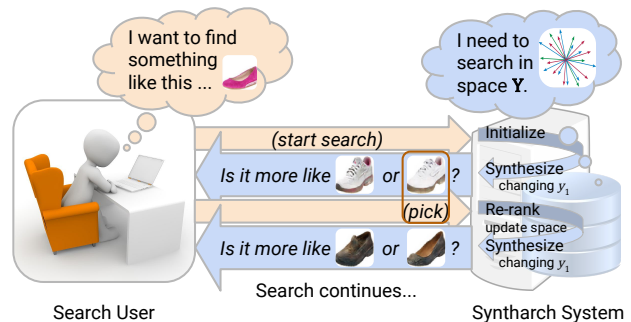 I want to find
something
like this ...
I need to
search in
space Y.
(start search)
Initialize
Is it more like or ?
Synthesize
changing y₁
(pick)
Re-rank
update space
Is it more like or ?
Synthesize
changing y₁
Search continues...
Search User
Syntharch System